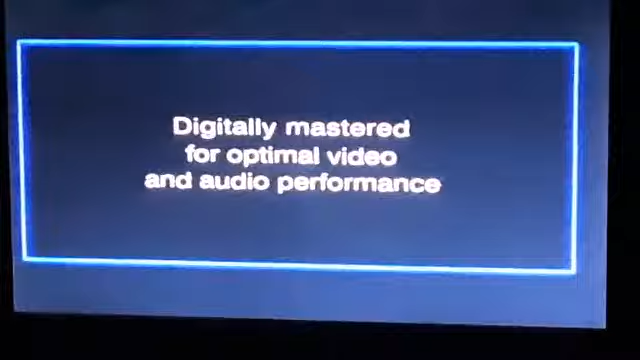 Digitally mastered
for optimal video
and audio performance